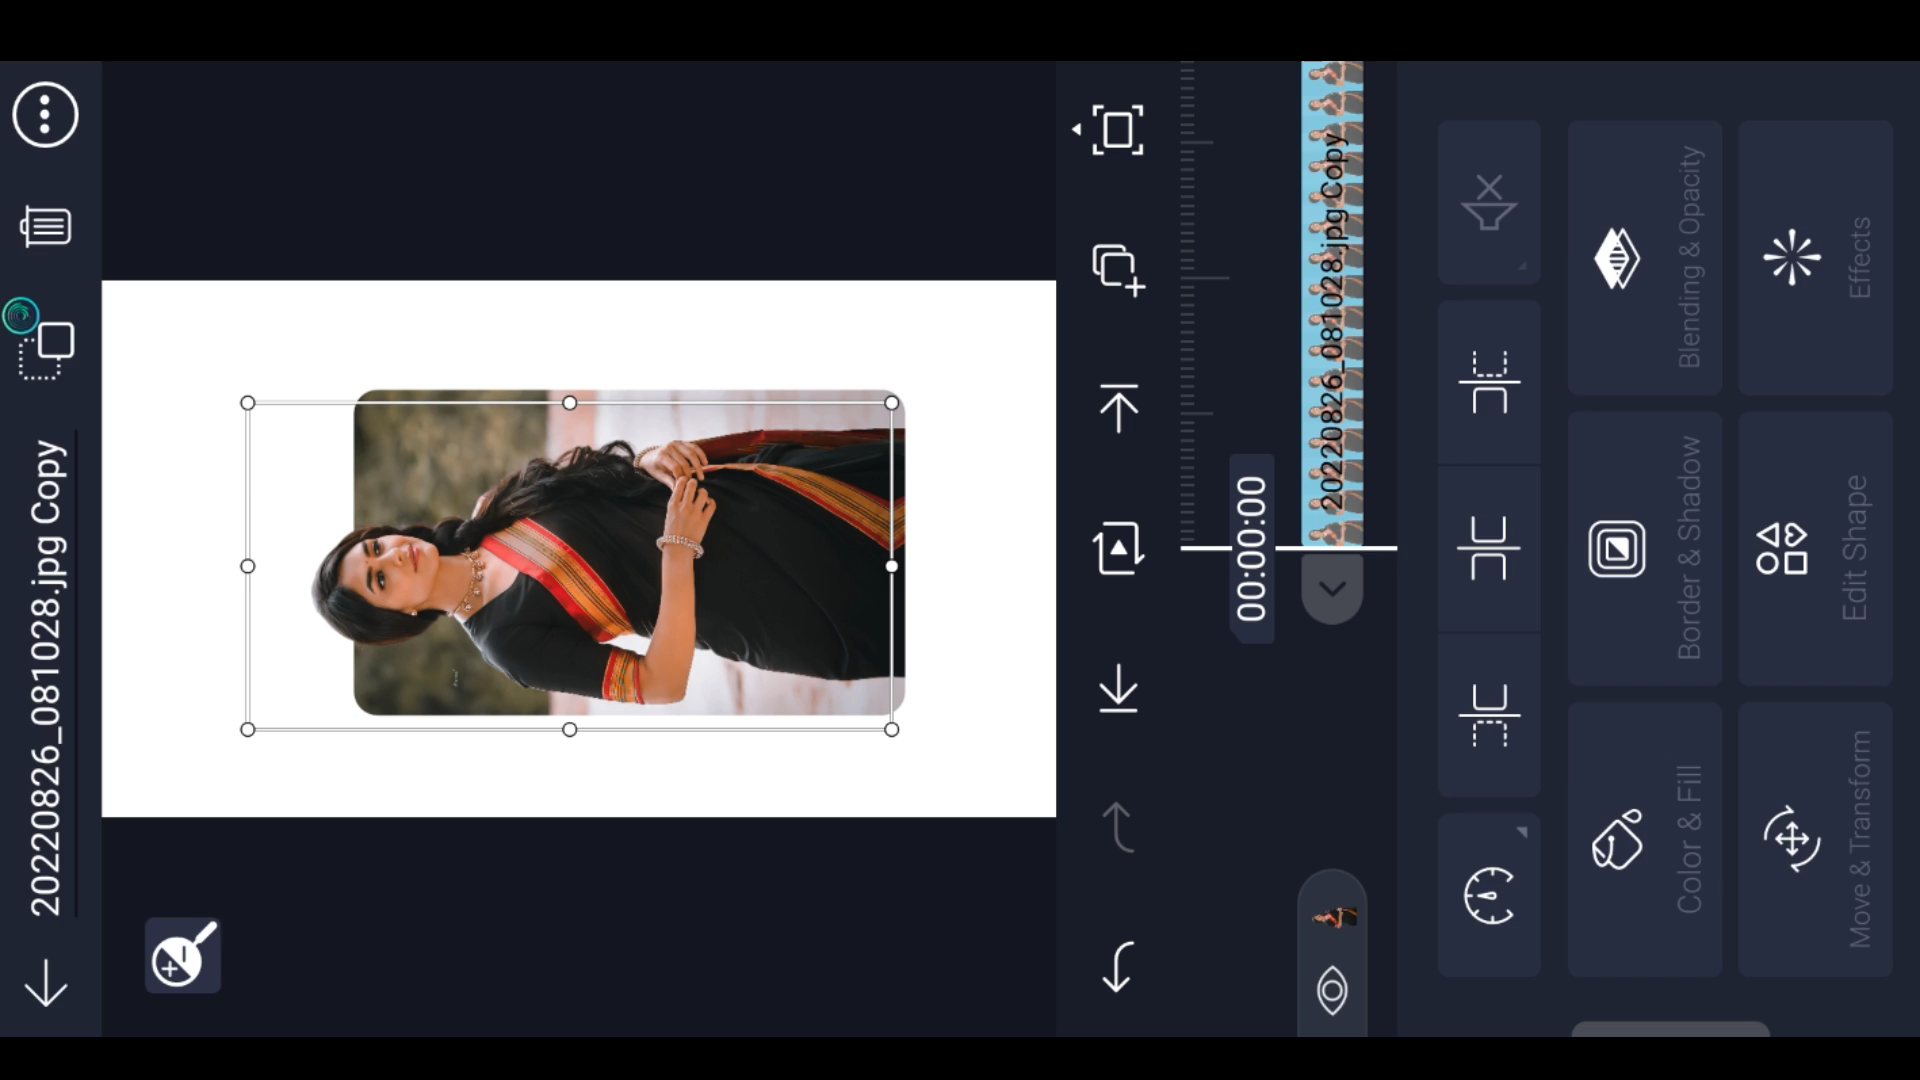 20220826_081028.jpg Copy
00:00:00
20220826_081028.jpg Copy
Color & Fill
Border & Shadow
Blending & Opacity
Move & Transform
Edit Shape
Effects